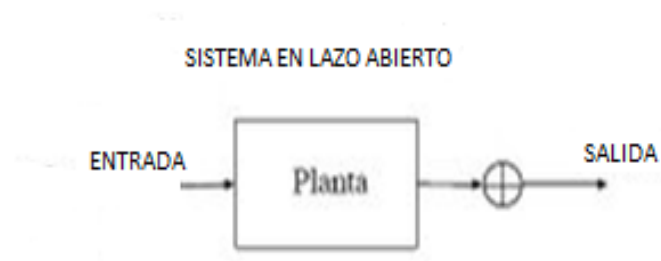 SISTEMA EN LAZO ABIERTO
ENTRADA
Planta
SALIDA